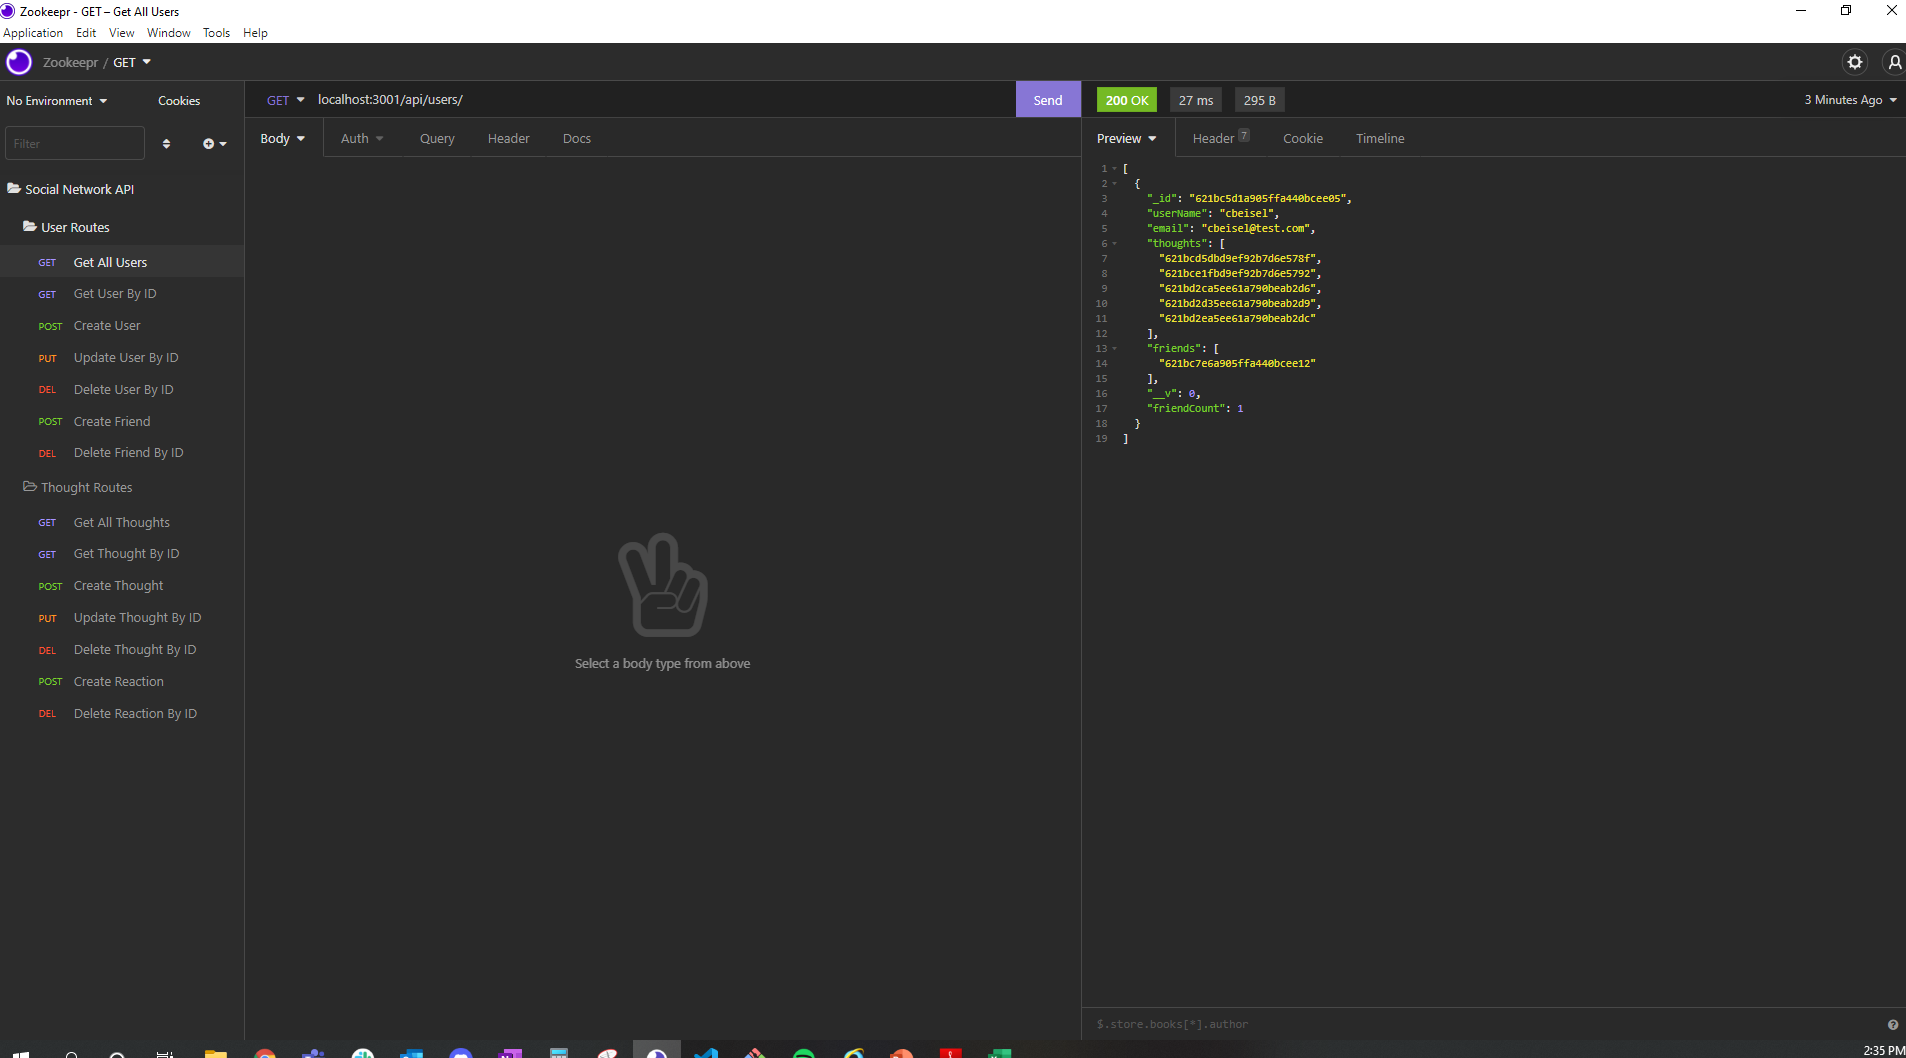 Zookeepr - GET – Get All Users
Application Edit View Window Tools Help
Zookeepr / GET
No Environment Cookies
GET localhost:3001/api/users/ Send
200 OK 27 ms 295 B 3 Minutes Ago
Filter
Body Auth Query Header Docs
Preview Header 7 Cookie Timeline
Social Network API
User Routes
GET Get All Users
GET Get User By ID
POST Create User
PUT Update User By ID
DEL Delete User By ID
POST Create Friend
DEL Delete Friend By ID
Thought Routes
GET Get All Thoughts
GET Get Thought By ID
POST Create Thought
PUT Update Thought By ID
DEL Delete Thought By ID
POST Create Reaction
DEL Delete Reaction By ID
Select a body type from above
1 [
2 {
3 "_id": "621bc5d1a905ffa440bcee05",
4 "userName": "cbeisel",
5 "email": "cbeisel@test.com",
6 "thoughts": [
7 "621bcd5dbd9ef92b7d6e578f",
8 "621bce1fbd9ef92b7d6e5792",
9 "621bd2ca5ee61a790beab2d6",
10 "621bd2d35ee61a790beab2d9",
11 "621bd2ea5ee61a790beab2dc"
12 ],
13 "friends": [
14 "621bc7e6a905ffa440bcee12"
15 ],
16 "__v": 0,
17 "friendCount": 1
18 }
19 ]
$.store.books[*].author
2:35 PM